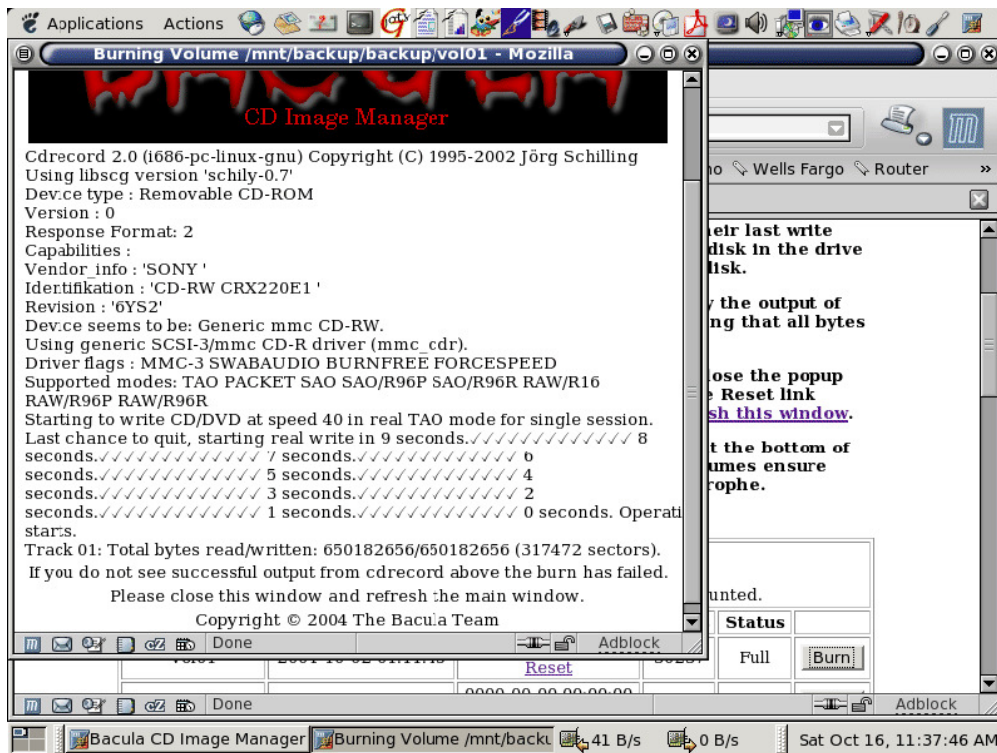 Applications Actions
Burning Volume /mnt/backup/backup/vol01 - Mozilla
CD Image Manager
Cdrecord 2.0 (i686-pc-linux-gnu) Copyright (C) 1995-2002 Jörg Schilling
Using libscg version 'schily-0.7'
Device type : Removable CD-ROM
Version : 0
Response Format: 2
Capabilities :
Vendor_info : 'SONY '
Identifikation : 'CD-RW CRX220E1 '
Revision : '6YS2'
Device seems to be: Generic mmc CD-RW.
Using generic SCSI-3/mmc CD-R driver (mmc_cdr).
Driver flags : MMC-3 SWABAUDIO BURNFREE FORCESPEED
Supported modes: TAO PACKET SAO SAO/R96P SAO/R96R RAW/R16
RAW/R96P RAW/R96R
Starting to write CD/DVD at speed 40 in real TAO mode for single session.
Last chance to quit, starting real write in 9 seconds.✓✓✓✓✓✓✓✓✓✓✓✓✓ 8
seconds.✓✓✓✓✓✓✓✓✓✓✓✓✓ 7 seconds.✓✓✓✓✓✓✓✓✓✓✓✓✓ 6
seconds.✓✓✓✓✓✓✓✓✓✓✓✓✓ 5 seconds.✓✓✓✓✓✓✓✓✓✓✓✓✓ 4
seconds.✓✓✓✓✓✓✓✓✓✓✓✓✓ 3 seconds.✓✓✓✓✓✓✓✓✓✓✓✓✓ 2
seconds.✓✓✓✓✓✓✓✓✓✓✓✓✓ 1 seconds.✓✓✓✓✓✓✓✓✓✓✓✓✓ 0 seconds. Operati
starts.
Track 01: Total bytes read/written: 650182656/650182656 (317472 sectors).
If you do not see successful output from cdrecord above the burn has failed.
Please close this window and refresh the main window.
Copyright © 2004 The Bacula Team
Done Adblock
Wells Fargo Router »
eir last write
disk in the drive
disk.
the output of
ng that all bytes
lose the popup
Reset link
sh this window.
t the bottom of
umes ensure
rophe.
unted.
Status
Reset Full Burn
Done Adblock
Bacula CD Image Manager Burning Volume /mnt/backu 41 B/s 0 B/s Sat Oct 16, 11:37:46 AM